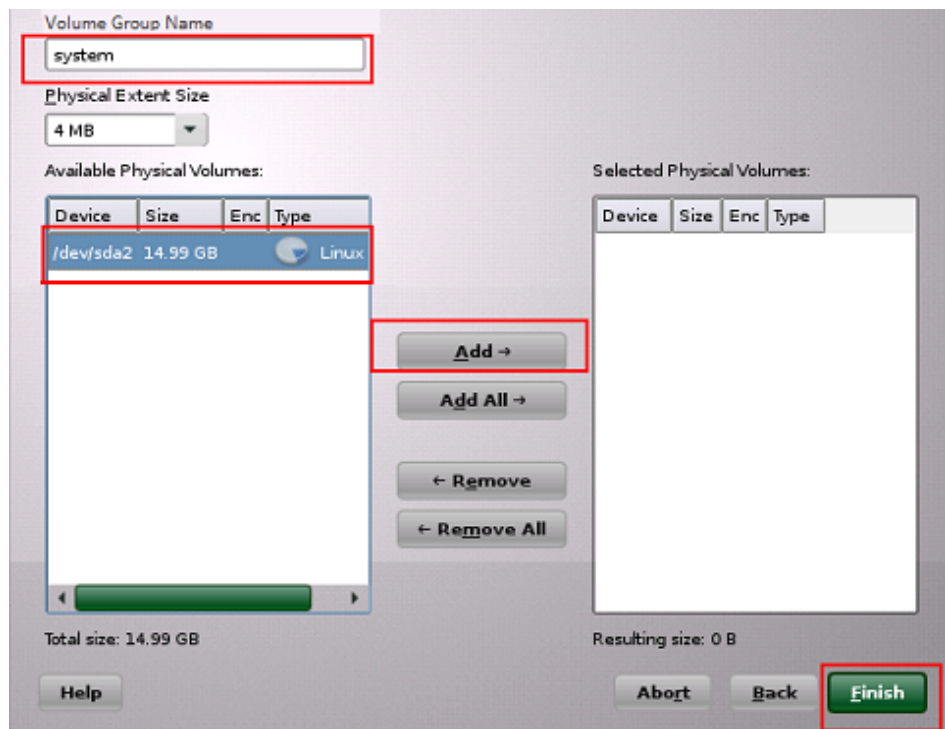 Volume Group Name
system
Physical Extent Size
4 MB
Available Physical Volumes:
Selected Physical Volumes:
Device Size Enc Type
Device Size Enc Type
/dev/sda2 14.99 GB Linux
Add →
Add All →
← Remove
← Remove All
Total size: 14.99 GB
Resulting size: 0 B
Help
Abort
Back
Finish